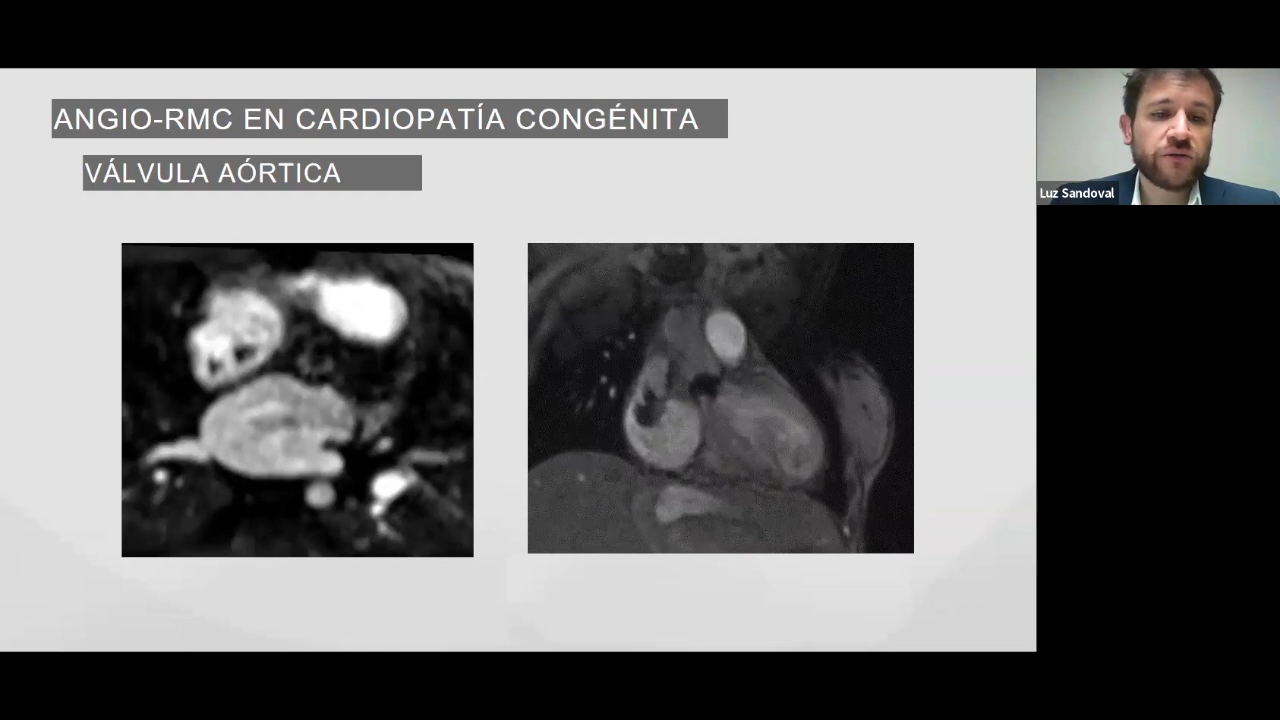 ANGIO-RMC EN CARDIOPATÍA CONGÉNITA
VÁLVULA AÓRTICA
Luz Sandoval